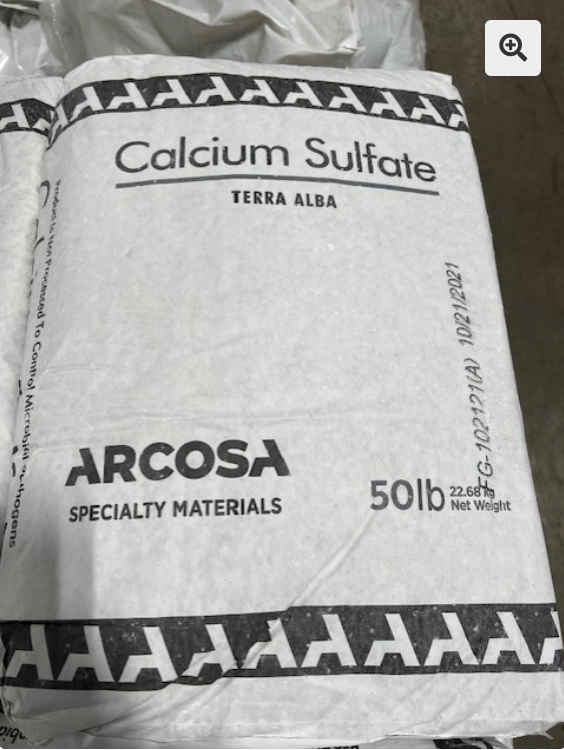 Calcium Sulfate
TERRA ALBA
Product is Not Processed To Control Microbial or
FG-102121(A) 10/21/2021
ARCOSA
SPECIALTY MATERIALS
50lb 22.68 kg
Net Weight